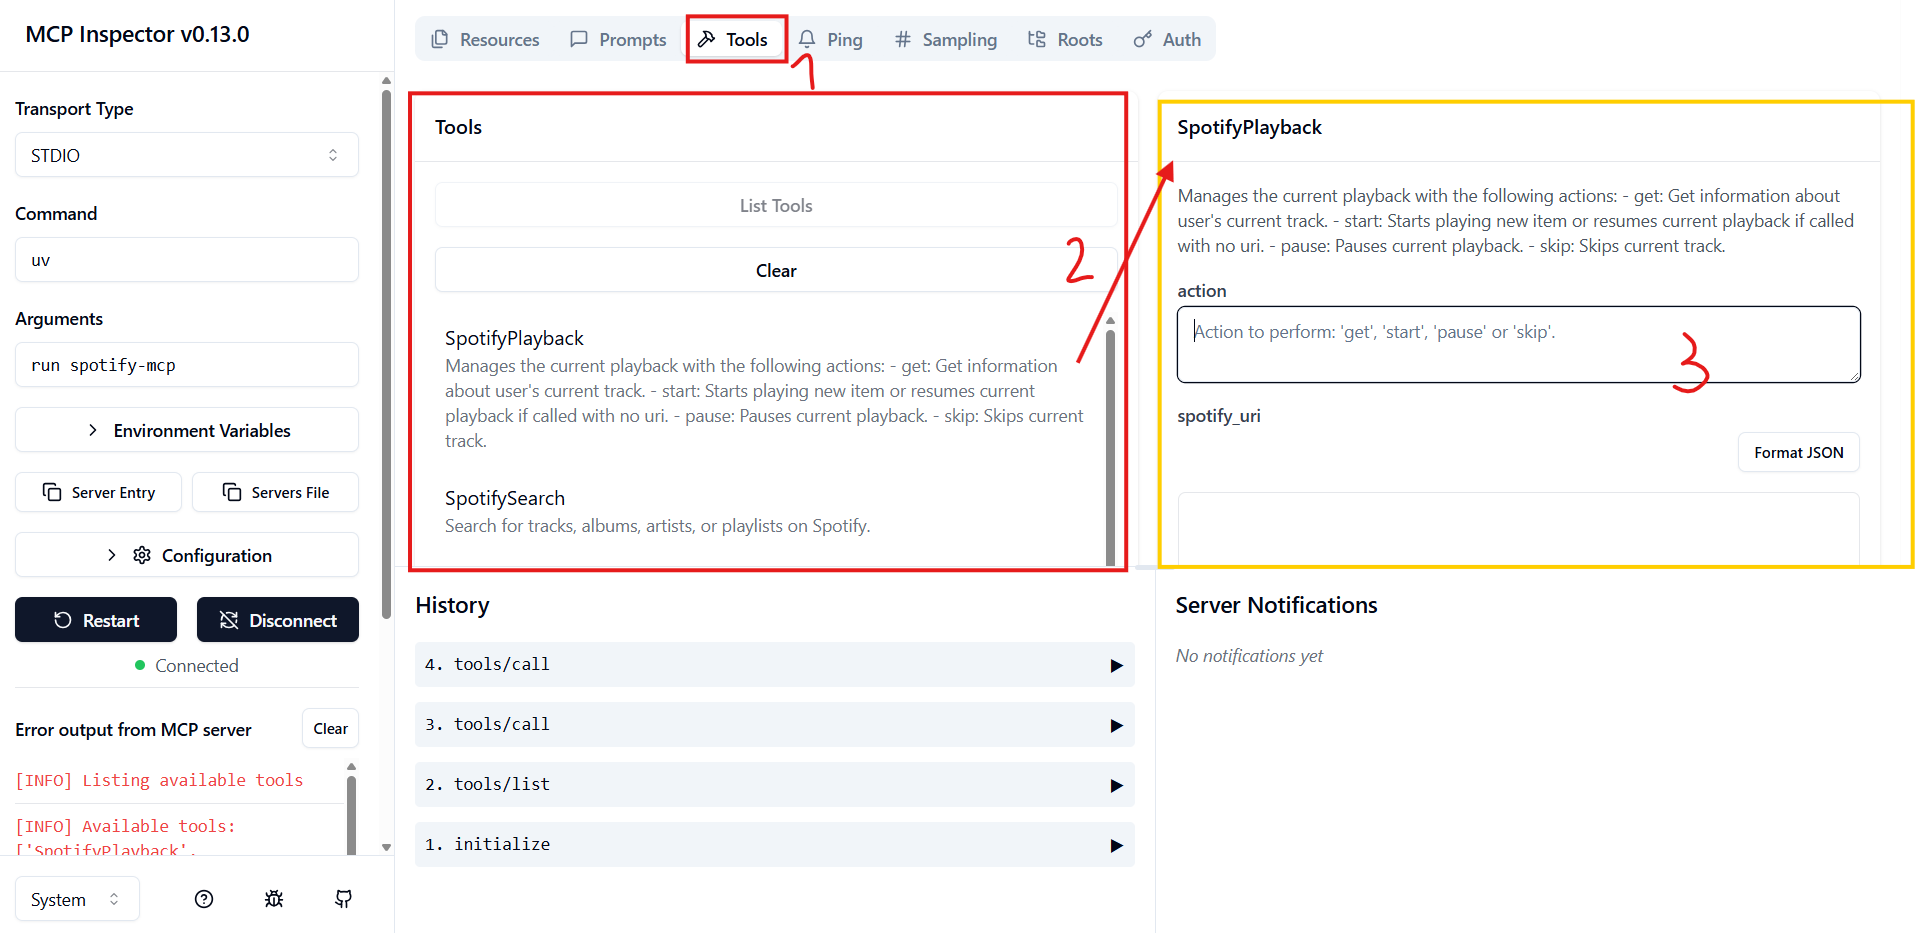 MCP Inspector v0.13.0
Transport Type
STDIO
Command
uv
Arguments
run spotify-mcp
Environment Variables
Server Entry
Servers File
Configuration
Restart
Disconnect
Connected
Error output from MCP server
Clear
[INFO] Listing available tools
[INFO] Available tools:
['SpotifyPlayback',
System
Resources
Prompts
Tools
Ping
Sampling
Roots
Auth
1
Tools
List Tools
Clear
2
SpotifyPlayback
Manages the current playback with the following actions: - get: Get information
about user's current track. - start: Starts playing new item or resumes current
playback if called with no uri. - pause: Pauses current playback. - skip: Skips current
track.
SpotifySearch
Search for tracks, albums, artists, or playlists on Spotify.
SpotifyPlayback
Manages the current playback with the following actions: - get: Get information about
user's current track. - start: Starts playing new item or resumes current playback if called
with no uri. - pause: Pauses current playback. - skip: Skips current track.
action
Action to perform: 'get', 'start', 'pause' or 'skip'.
3
spotify_uri
Format JSON
History
4. tools/call
3. tools/call
2. tools/list
1. initialize
Server Notifications
No notifications yet